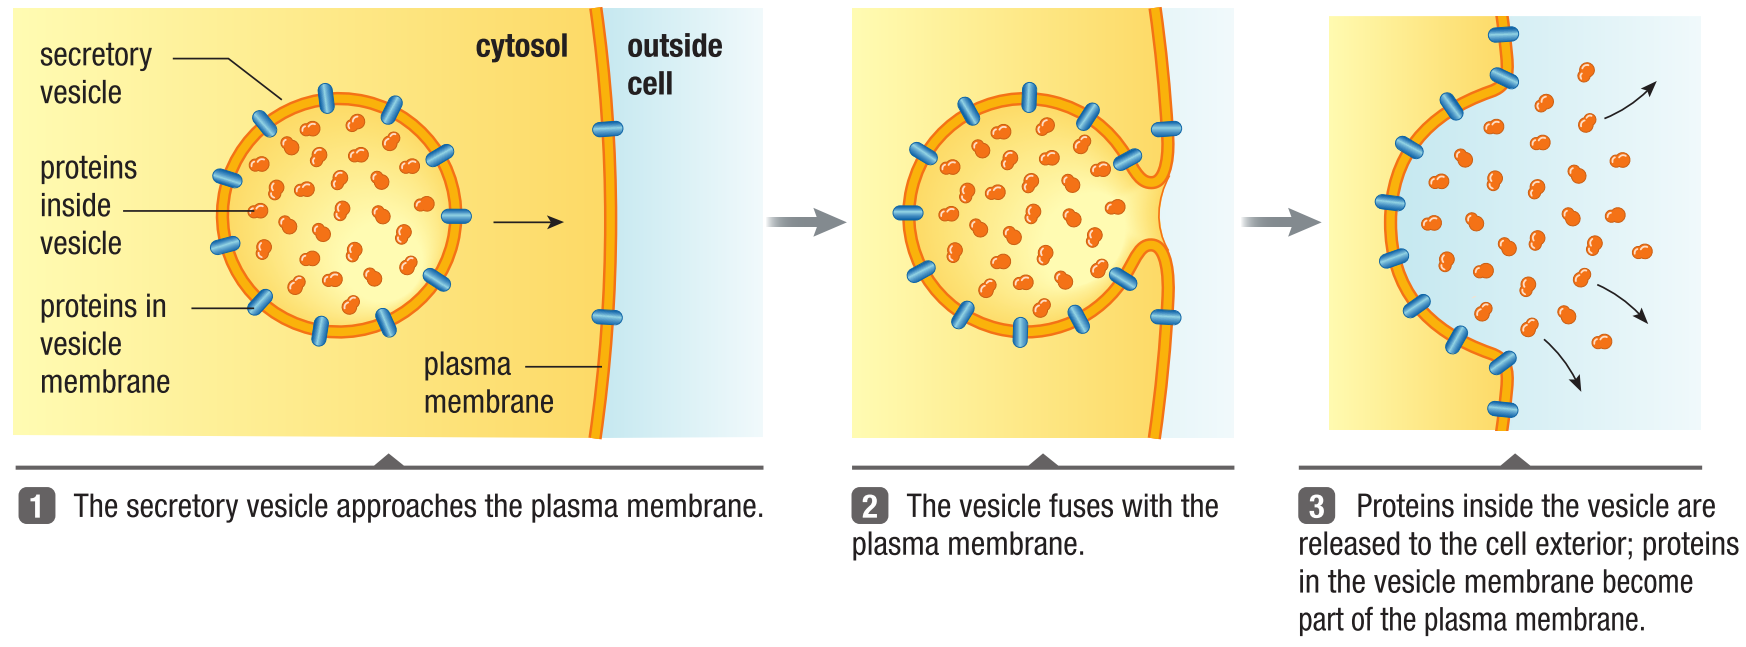 secretory
vesicle
cytosol
outside
cell
proteins
inside
vesicle
proteins in
vesicle
membrane
plasma
membrane
1 The secretory vesicle approaches the plasma membrane.
2 The vesicle fuses with the
plasma membrane.
3 Proteins inside the vesicle are
released to the cell exterior; proteins
in the vesicle membrane become
part of the plasma membrane.